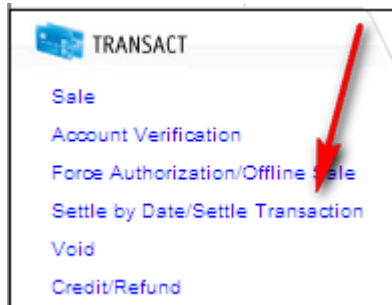 TRANSACT
Sale
Account Verification
Force Authorization/Offline Sale
Settle by Date/Settle Transaction
Void
Credit/Refund